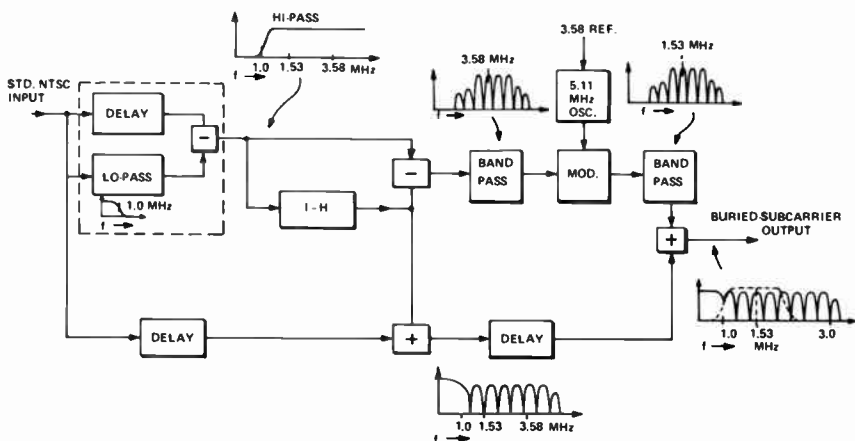 HI-PASS
f → 1.0 1.53 3.58 MHz
3.58 REF.
3.58 MHz
f →
5.11
MHz
OSC.
1.53 MHz
f →
STD. NTSC
INPUT
DELAY
−
LO-PASS
1.0 MHz
f →
I - H
−
BAND
PASS
MOD.
BAND
PASS
BURIED-SUBCARRIER
OUTPUT
+
DELAY
+
DELAY
1.0 1.53 3.0
f → MHz
1.0 1.53 3.58
f → MHz